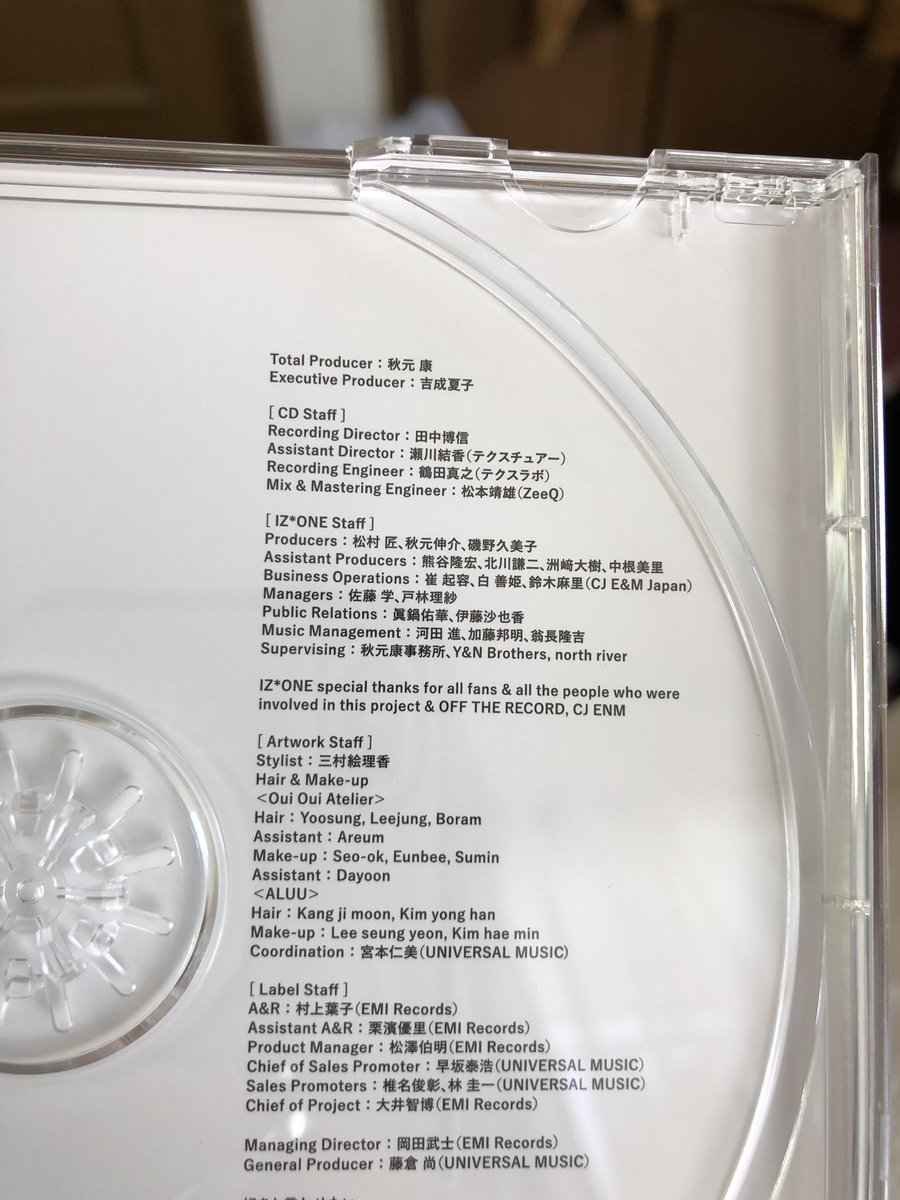 Total Producer：秋元 康
Executive Producer：吉成夏子
[ CD Staff ]
Recording Director：田中博信
Assistant Director：瀬川結香（テクスチュアー）
Recording Engineer：鶴田真之（テクスラボ）
Mix & Mastering Engineer：松本靖雄（ZeeQ）
[ IZ*ONE Staff ]
Producers：松村 匠、秋元伸介、磯野久美子
Assistant Producers：熊谷隆宏、北川謙二、洲﨑大樹、中根美里
Business Operations：崔 起容、白 善姫、鈴木麻里（CJ E&M Japan）
Managers：佐藤 学、戸林理紗
Public Relations：眞鍋佑華、伊藤沙也香
Music Management：河田 進、加藤邦明、翁長隆吉
Supervising：秋元康事務所、Y&N Brothers, north river
IZ*ONE special thanks for all fans & all the people who were
involved in this project & OFF THE RECORD, CJ ENM
[ Artwork Staff ]
Stylist：三村絵理香
Hair & Make-up
＜Oui Oui Atelier＞
Hair：Yoosung, Leejung, Boram
Assistant：Areum
Make-up：Seo-ok, Eunbee, Sumin
Assistant：Dayoon
＜ALUU＞
Hair：Kang ji moon, Kim yong han
Make-up：Lee seung yeon, Kim hae min
Coordination：宮本仁美（UNIVERSAL MUSIC）
[ Label Staff ]
A&R：村上葉子（EMI Records）
Assistant A&R：栗濱優里（EMI Records）
Product Manager：松澤伯明（EMI Records）
Chief of Sales Promoter：早坂泰浩（UNIVERSAL MUSIC）
Sales Promoters：椎名俊彰、林 圭一（UNIVERSAL MUSIC）
Chief of Project：大井智博（EMI Records）
Managing Director：岡田武士（EMI Records）
General Producer：藤倉 尚（UNIVERSAL MUSIC）